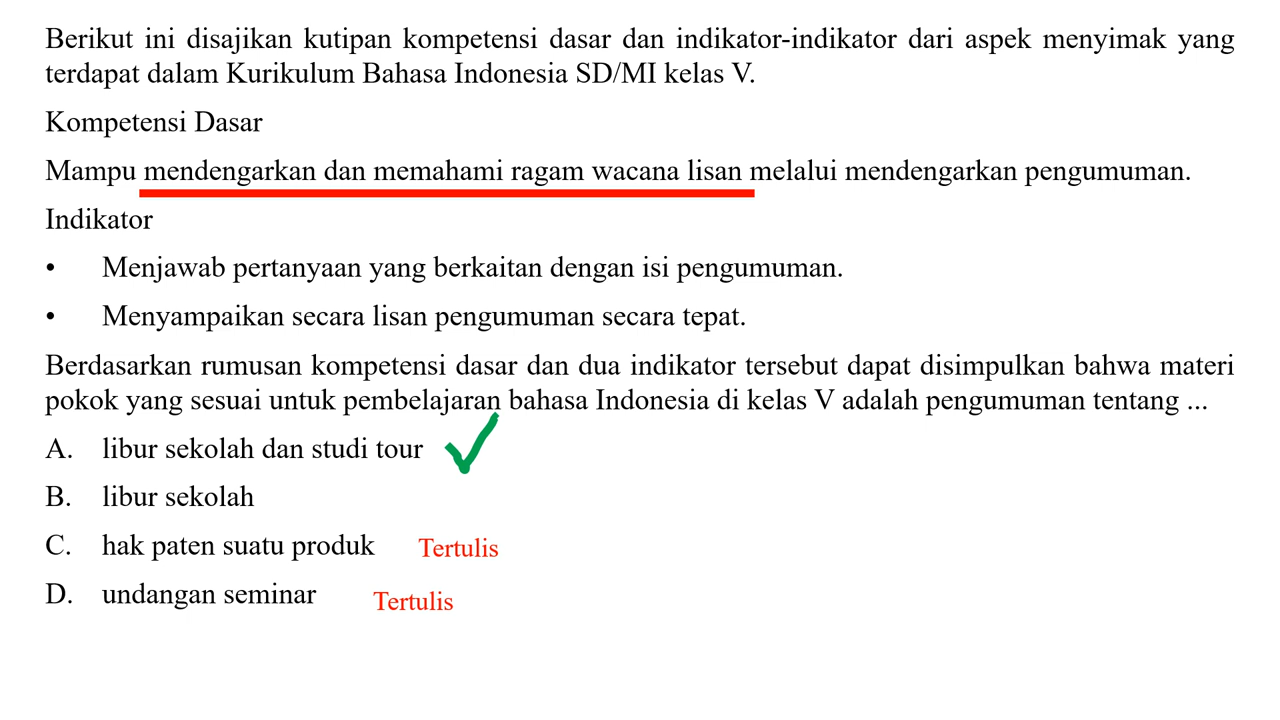 Berikut ini disajikan kutipan kompetensi dasar dan indikator-indikator dari aspek menyimak yang
terdapat dalam Kurikulum Bahasa Indonesia SD/MI kelas V.
Kompetensi Dasar
Mampu mendengarkan dan memahami ragam wacana lisan melalui mendengarkan pengumuman.
Indikator
• Menjawab pertanyaan yang berkaitan dengan isi pengumuman.
• Menyampaikan secara lisan pengumuman secara tepat.
Berdasarkan rumusan kompetensi dasar dan dua indikator tersebut dapat disimpulkan bahwa materi
pokok yang sesuai untuk pembelajaran bahasa Indonesia di kelas V adalah pengumuman tentang ...
A. libur sekolah dan studi tour
B. libur sekolah
C. hak paten suatu produk Tertulis
D. undangan seminar Tertulis